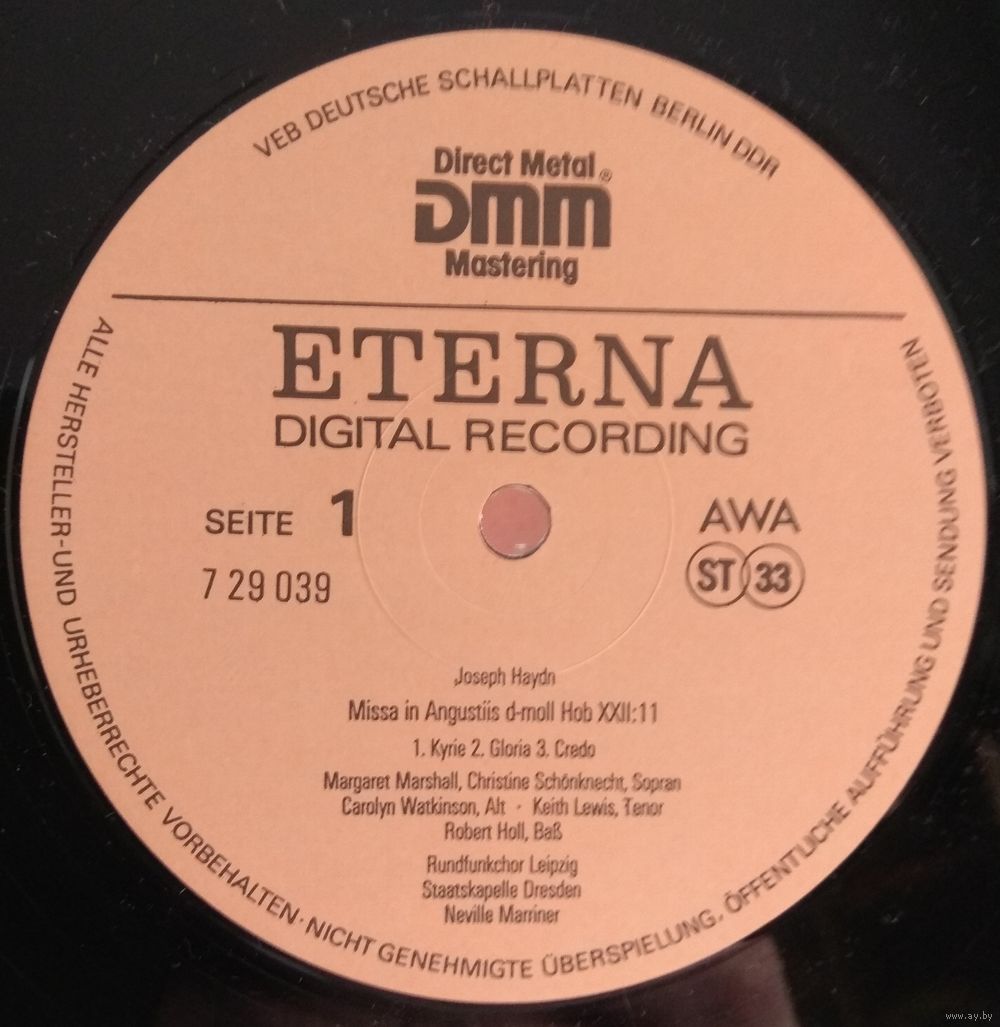 VEB DEUTSCHE SCHALLPLATTEN BERLIN DDR
Direct Metal
DMM®
Mastering
ETERNA
DIGITAL RECORDING
SEITE 1
7 29 039
AWA
ST 33
Joseph Haydn
Missa in Angustiis d-moll Hob XXII:11
1. Kyrie 2. Gloria 3. Credo
Margaret Marshall, Christine Schönknecht, Sopran
Carolyn Watkinson, Alt · Keith Lewis, Tenor
Robert Holl, Baß
Rundfunkchor Leipzig
Staatskapelle Dresden
Neville Marriner
ALLE HERSTELLER-UND URHEBERRECHTE VORBEHALTEN·NICHT GENEHMIGTE ÜBERSPIELUNG, ÖFFENTLICHE AUFFÜHRUNG UND SENDUNG VERBOTEN
www.ay.by